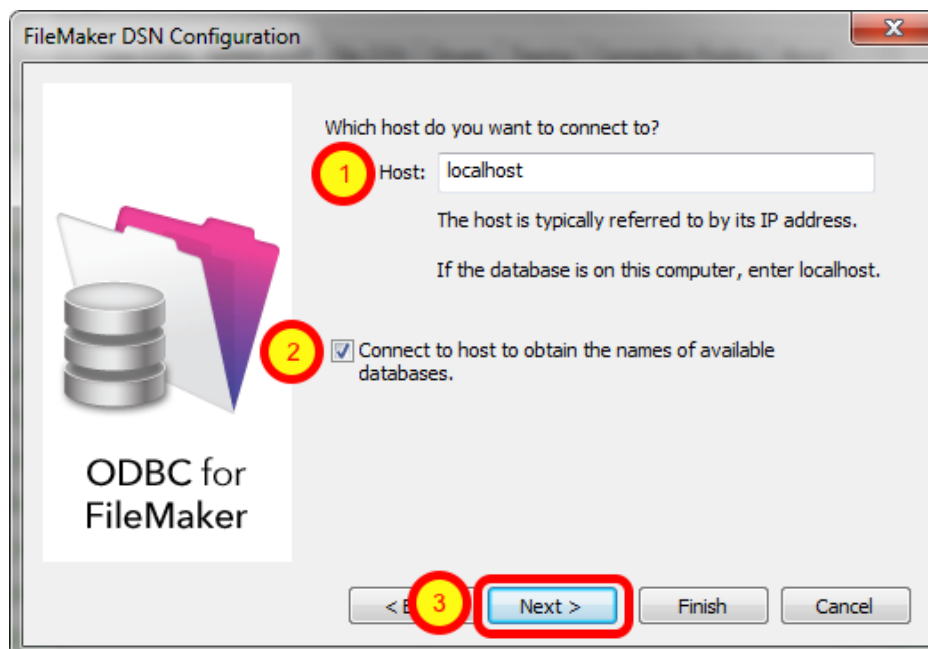 FileMaker DSN Configuration
Which host do you want to connect to?
1
Host: localhost
The host is typically referred to by its IP address.
If the database is on this computer, enter localhost.
2
Connect to host to obtain the names of available
databases.
ODBC for
FileMaker
<
3
Next >
Finish
Cancel